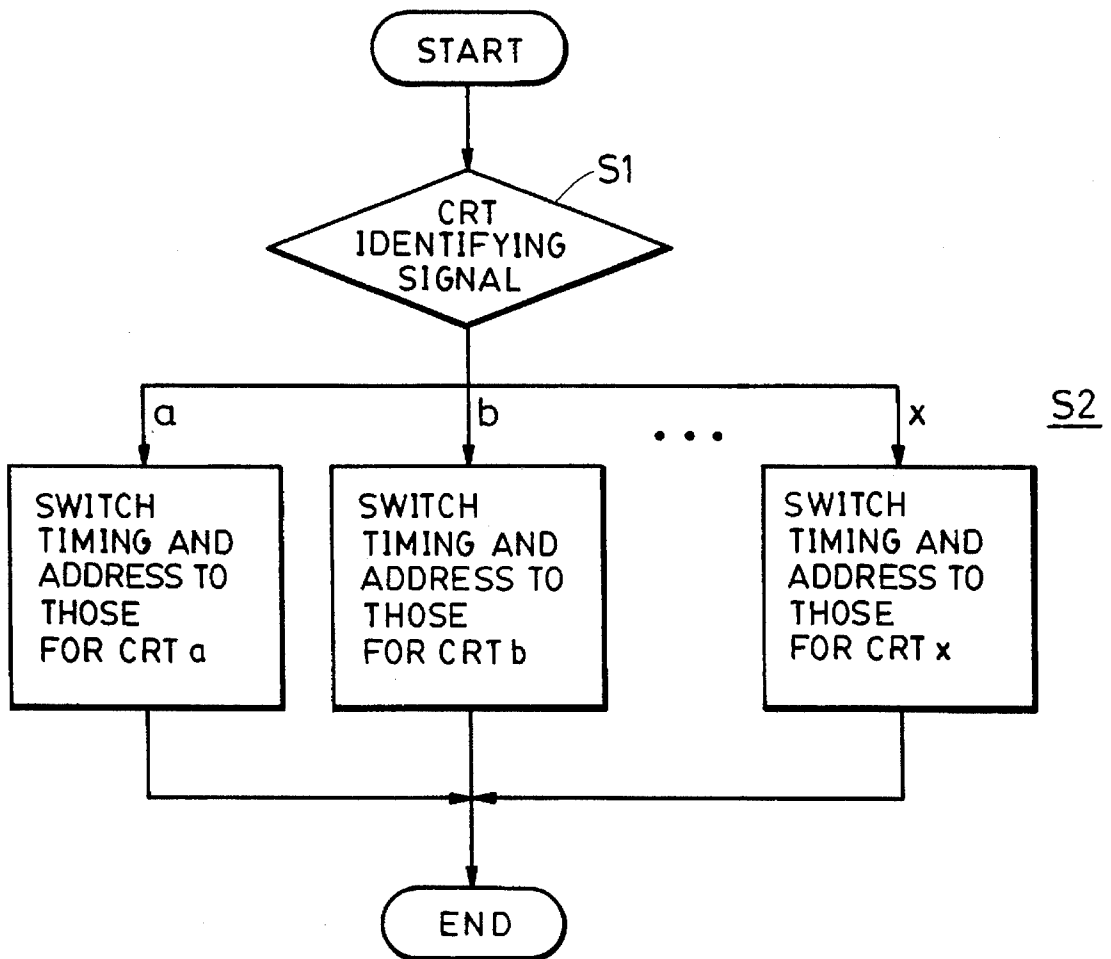 START
S1
CRT
IDENTIFYING
SIGNAL
a
b
...
x
S2
SWITCH
TIMING AND
ADDRESS TO
THOSE
FOR CRT a
SWITCH
TIMING AND
ADDRESS TO
THOSE
FOR CRT b
SWITCH
TIMING AND
ADDRESS TO
THOSE
FOR CRT x
END